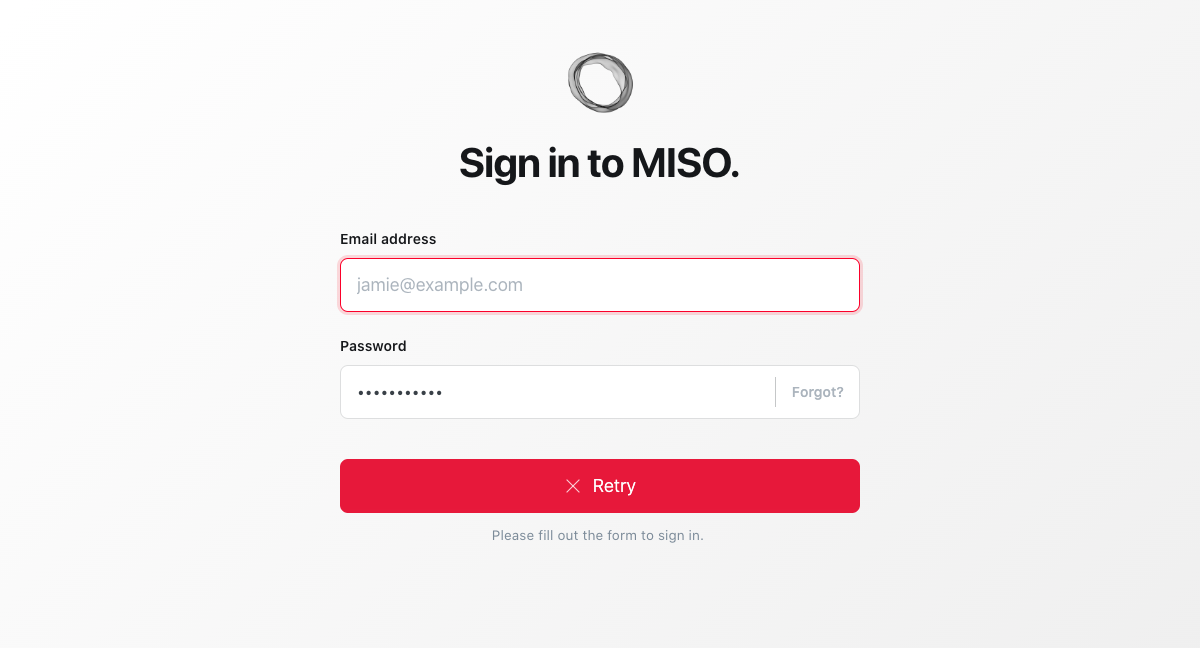 Sign in to MISO.
Email address
jamie@example.com
Password
•••••••••••
Forgot?
Retry
Please fill out the form to sign in.